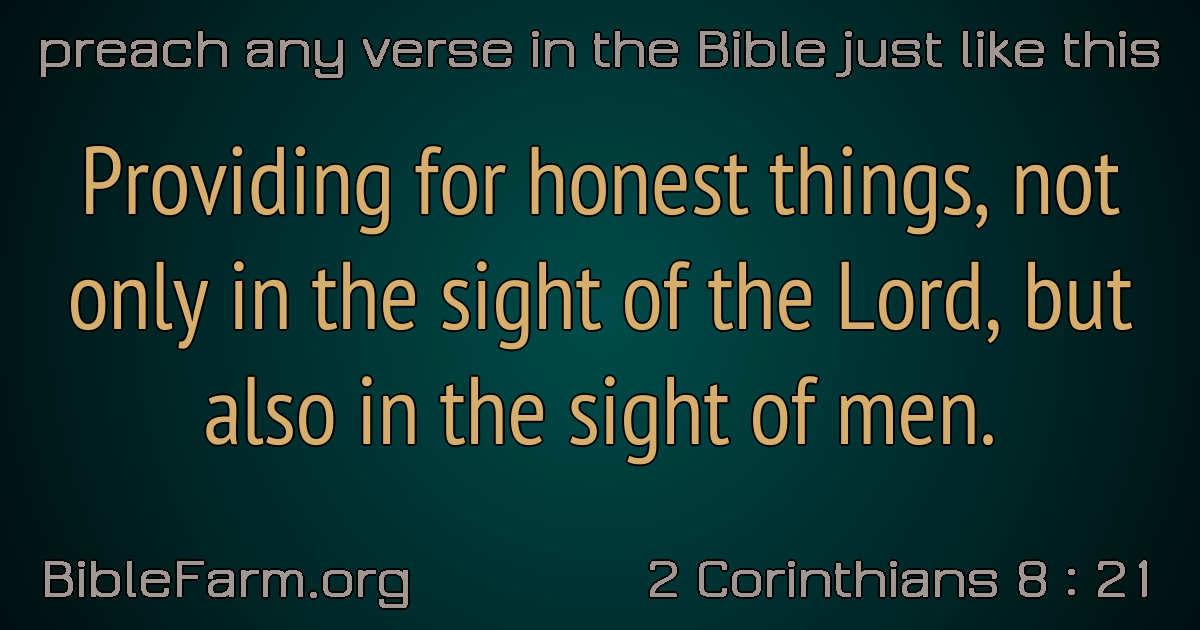 preach any verse in the Bible just like this
Providing for honest things, not
only in the sight of the Lord, but
also in the sight of men.
BibleFarm.org
2 Corinthians 8 : 21